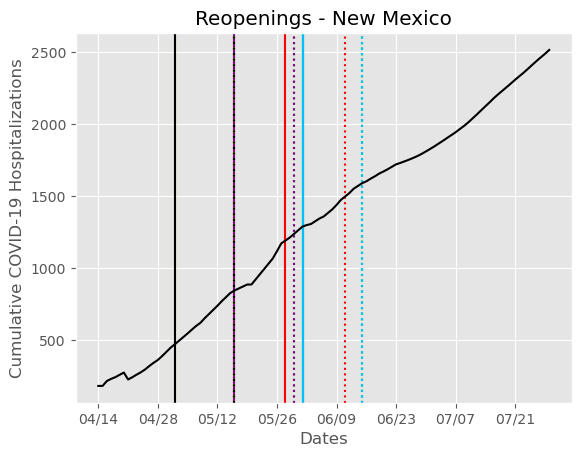 Reopenings - New Mexico
Cumulative COVID-19 Hospitalizations
2500
2000
1500
1000
500
04/14 04/28 05/12 05/26 06/09 06/23 07/07 07/21
Dates